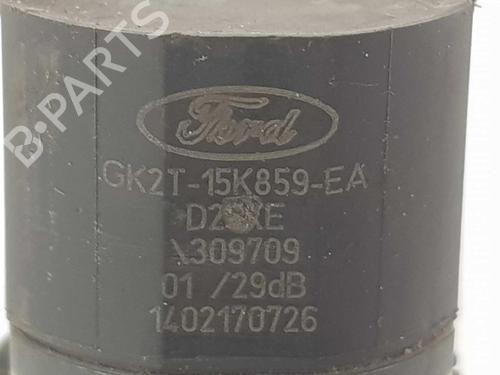 B-PARTS
Ford
GK2T-15K859-EA
\309709
01 /29dB
1402170726